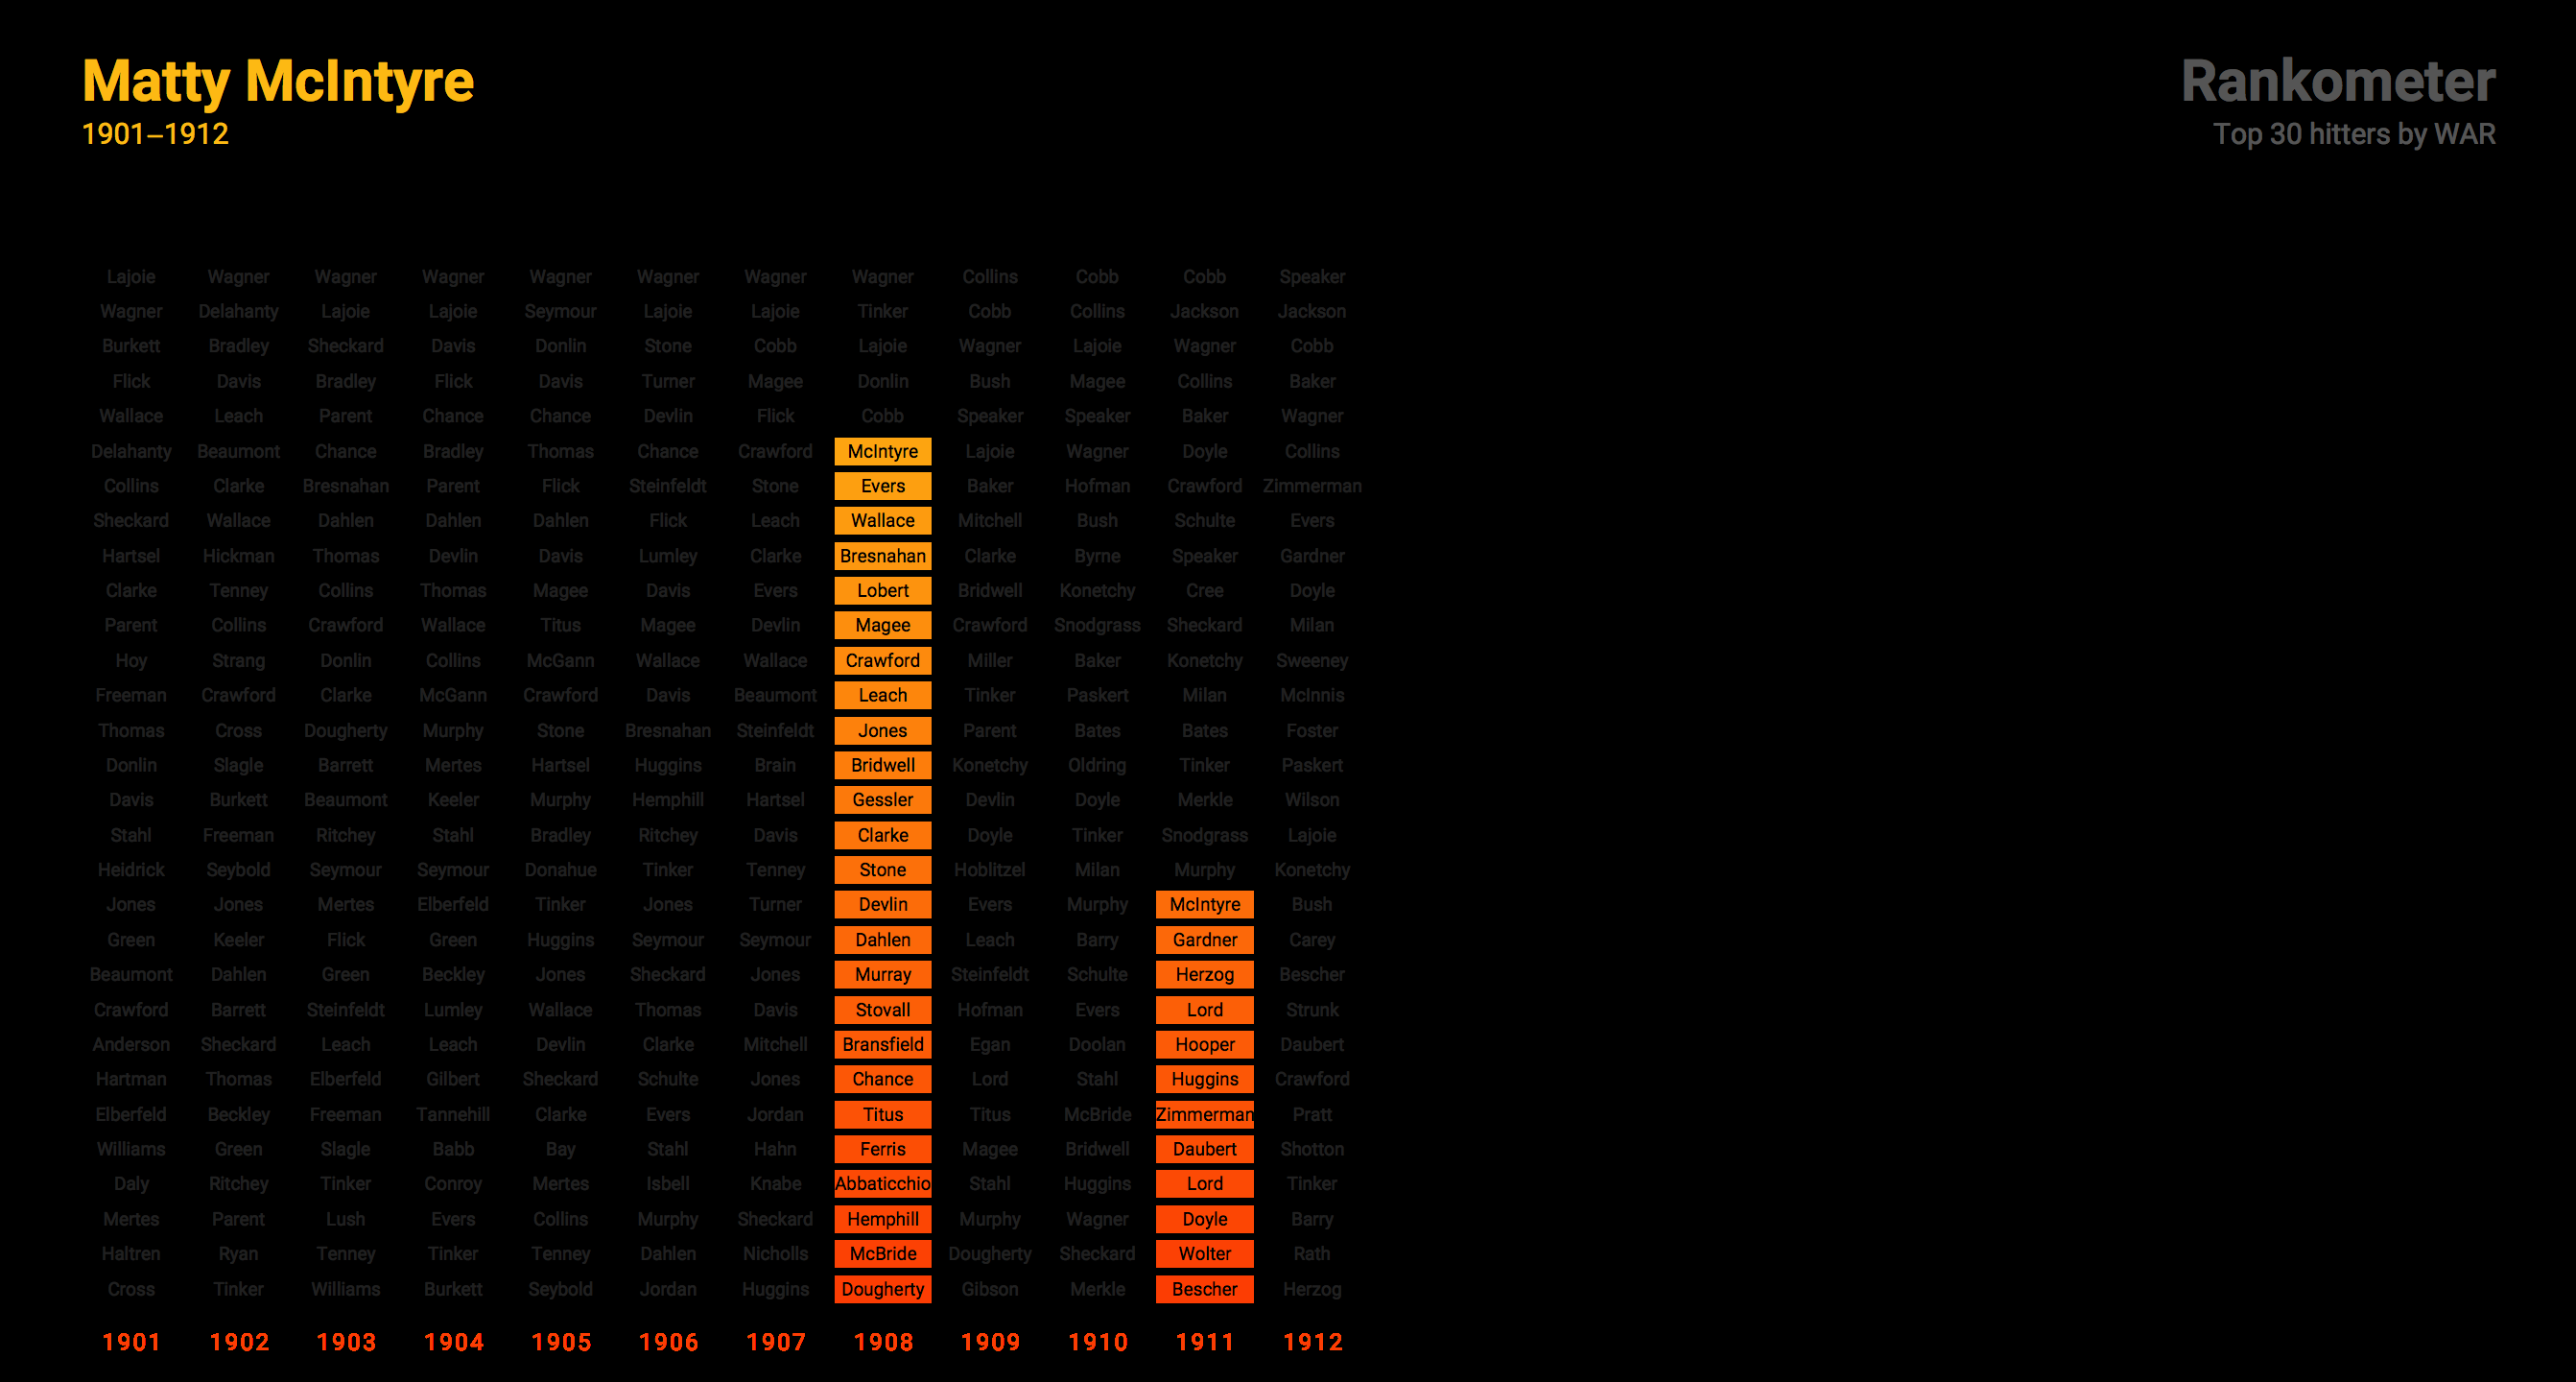 Matty McIntyre
1901–1912
Rankometer
Top 30 hitters by WAR
Lajoie Wagner Wagner Wagner Wagner Wagner Wagner Wagner Collins Cobb Cobb Speaker
Wagner Delahanty Lajoie Lajoie Seymour Lajoie Lajoie Tinker Cobb Collins Jackson Jackson
Burkett Bradley Sheckard Davis Donlin Stone Cobb Lajoie Wagner Lajoie Wagner Cobb
Flick Davis Bradley Flick Davis Turner Magee Donlin Bush Magee Collins Baker
Wallace Leach Parent Chance Chance Devlin Flick Cobb Speaker Speaker Baker Wagner
Delahanty Beaumont Chance Bradley Thomas Chance Crawford McIntyre Lajoie Wagner Doyle Collins
Collins Clarke Bresnahan Parent Flick Steinfeldt Stone Evers Baker Hofman Crawford Zimmerman
Sheckard Wallace Dahlen Dahlen Dahlen Flick Leach Wallace Mitchell Bush Schulte Evers
Hartsel Hickman Thomas Devlin Davis Lumley Clarke Bresnahan Clarke Byrne Speaker Gardner
Clarke Tenney Collins Thomas Magee Davis Evers Lobert Bridwell Konetchy Cree Doyle
Parent Collins Crawford Wallace Titus Magee Devlin Magee Crawford Snodgrass Sheckard Milan
Hoy Strang Donlin Collins McGann Wallace Wallace Crawford Miller Baker Konetchy Sweeney
Freeman Crawford Clarke McGann Crawford Davis Beaumont Leach Tinker Paskert Milan McInnis
Thomas Cross Dougherty Murphy Stone Bresnahan Steinfeldt Jones Parent Bates Bates Foster
Donlin Slagle Barrett Mertes Hartsel Huggins Brain Bridwell Konetchy Oldring Tinker Paskert
Davis Burkett Beaumont Keeler Murphy Hemphill Hartsel Gessler Devlin Doyle Merkle Wilson
Stahl Freeman Ritchey Stahl Bradley Ritchey Davis Clarke Doyle Tinker Snodgrass Lajoie
Heidrick Seybold Seymour Seymour Donahue Tinker Tenney Stone Hoblitzel Milan Murphy Konetchy
Jones Jones Mertes Elberfeld Tinker Jones Turner Devlin Evers Murphy McIntyre Bush
Green Keeler Flick Green Huggins Seymour Seymour Dahlen Leach Barry Gardner Carey
Beaumont Dahlen Green Beckley Jones Sheckard Jones Murray Steinfeldt Schulte Herzog Bescher
Crawford Barrett Steinfeldt Lumley Wallace Thomas Davis Stovall Hofman Evers Lord Strunk
Anderson Sheckard Leach Leach Devlin Clarke Mitchell Bransfield Egan Doolan Hooper Daubert
Hartman Thomas Elberfeld Gilbert Sheckard Schulte Jones Chance Lord Stahl Huggins Crawford
Elberfeld Beckley Freeman Tannehill Clarke Evers Jordan Titus Titus McBride Zimmerman Pratt
Williams Green Slagle Babb Bay Stahl Hahn Ferris Magee Bridwell Daubert Shotton
Daly Ritchey Tinker Conroy Mertes Isbell Knabe Abbaticchio Stahl Huggins Lord Tinker
Mertes Parent Lush Evers Collins Murphy Sheckard Hemphill Murphy Wagner Doyle Barry
Haltren Ryan Tenney Tinker Tenney Dahlen Nicholls McBride Dougherty Sheckard Wolter Rath
Cross Tinker Williams Burkett Seybold Jordan Huggins Dougherty Gibson Merkle Bescher Herzog
1901 1902 1903 1904 1905 1906 1907 1908 1909 1910 1911 1912